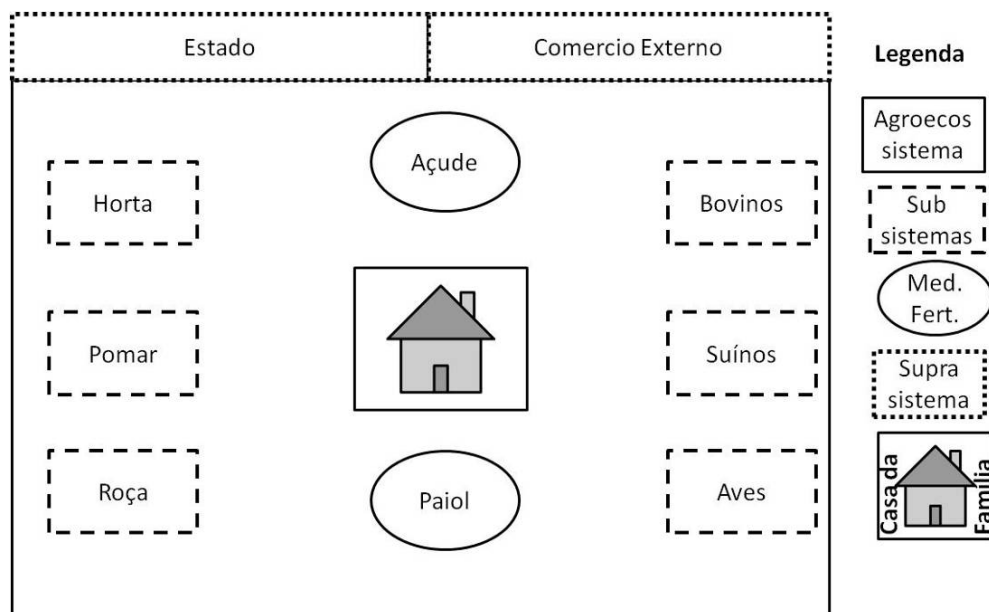 Estado
Comercio Externo
Legenda
Açude
Horta
Bovinos
Pomar
Suínos
Roça
Paiol
Aves
Agroecos
sistema
Sub
sistemas
Med.
Fert.
Supra
sistema
Casa da
Familia